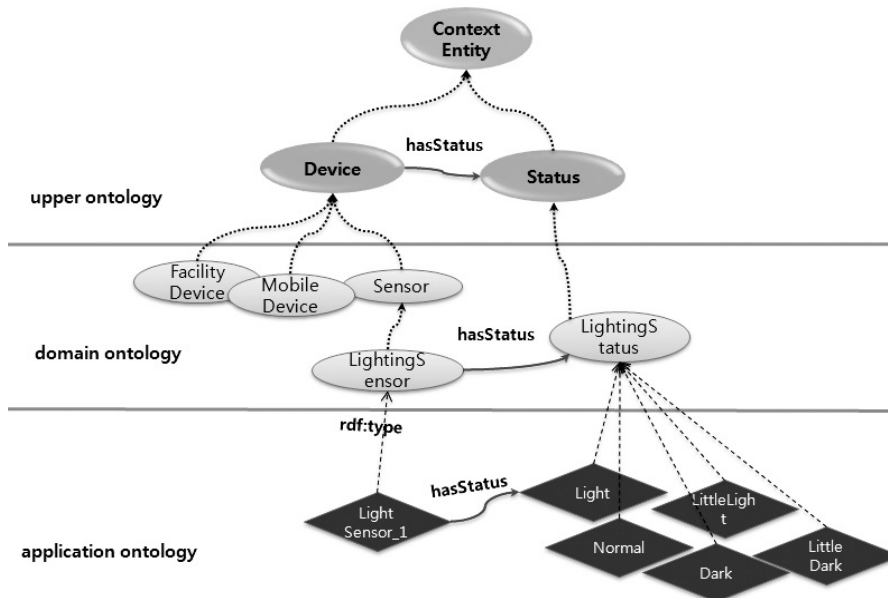 Context
Entity
hasStatus
Device
Status
upper ontology
Facility
Device
Mobile
Device
Sensor
hasStatus
LightingS
tatus
domain ontology
LightingS
ensor
rdf:type
hasStatus
Light
Sensor_1
Light
LittleLigh
t
Normal
Dark
Little
Dark
application ontology